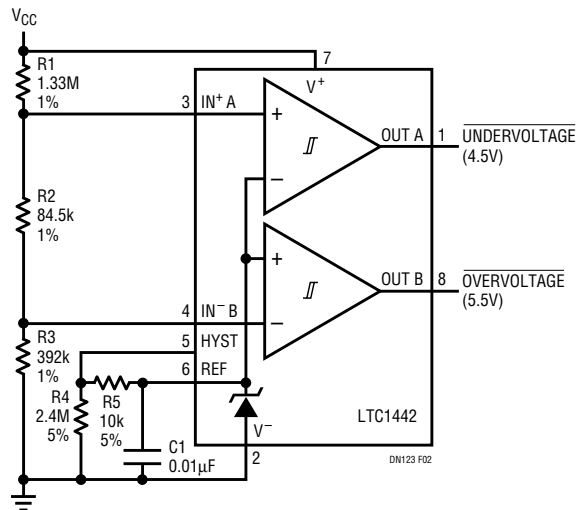 VCC
R1
1.33M
1%
7
V+
3 IN+ A
+
−
OUT A 1 UNDERVOLTAGE
(4.5V)
R2
84.5k
1%
+
−
OUT B 8 OVERVOLTAGE
(5.5V)
4 IN− B
5 HYST
6 REF
R3
392k
1%
R4
2.4M
5%
R5
10k
5%
C1
0.01µF
V−
2
LTC1442
DN123 F02